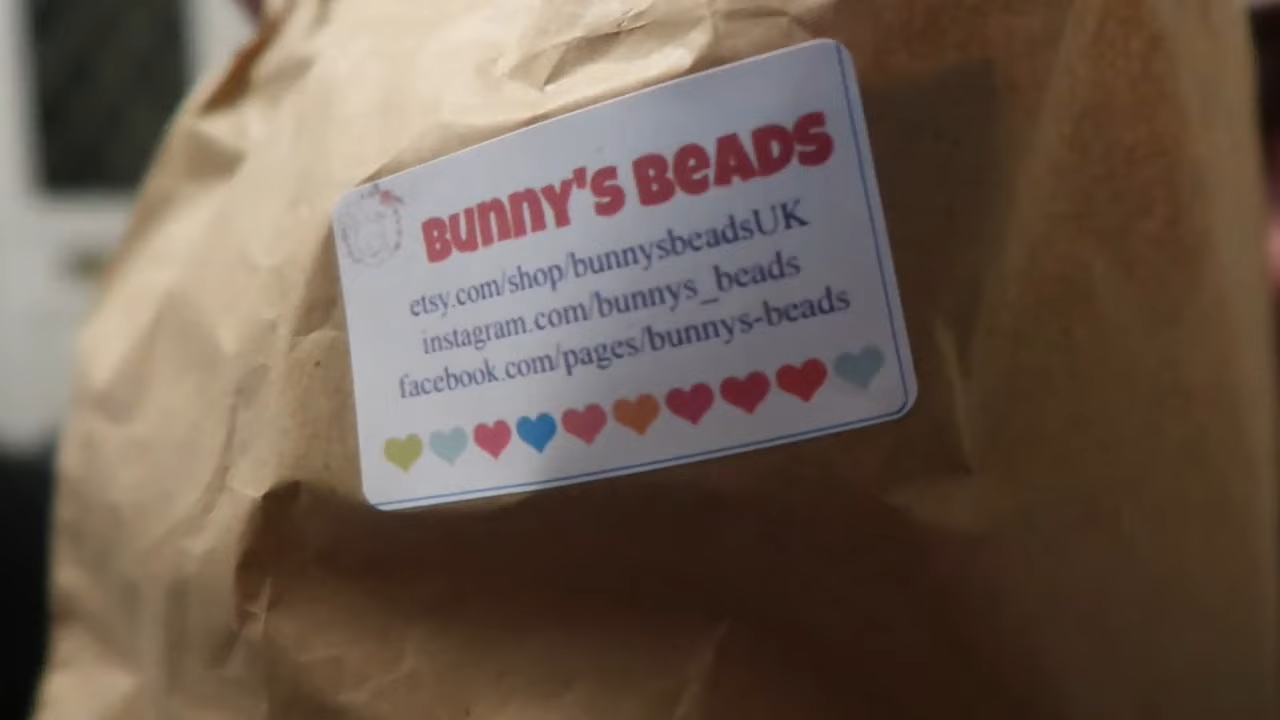 BUNNY'S BEADS
etsy.com/shop/bunnysbeadsUK
instagram.com/bunnys_beads
facebook.com/pages/bunnys-beads